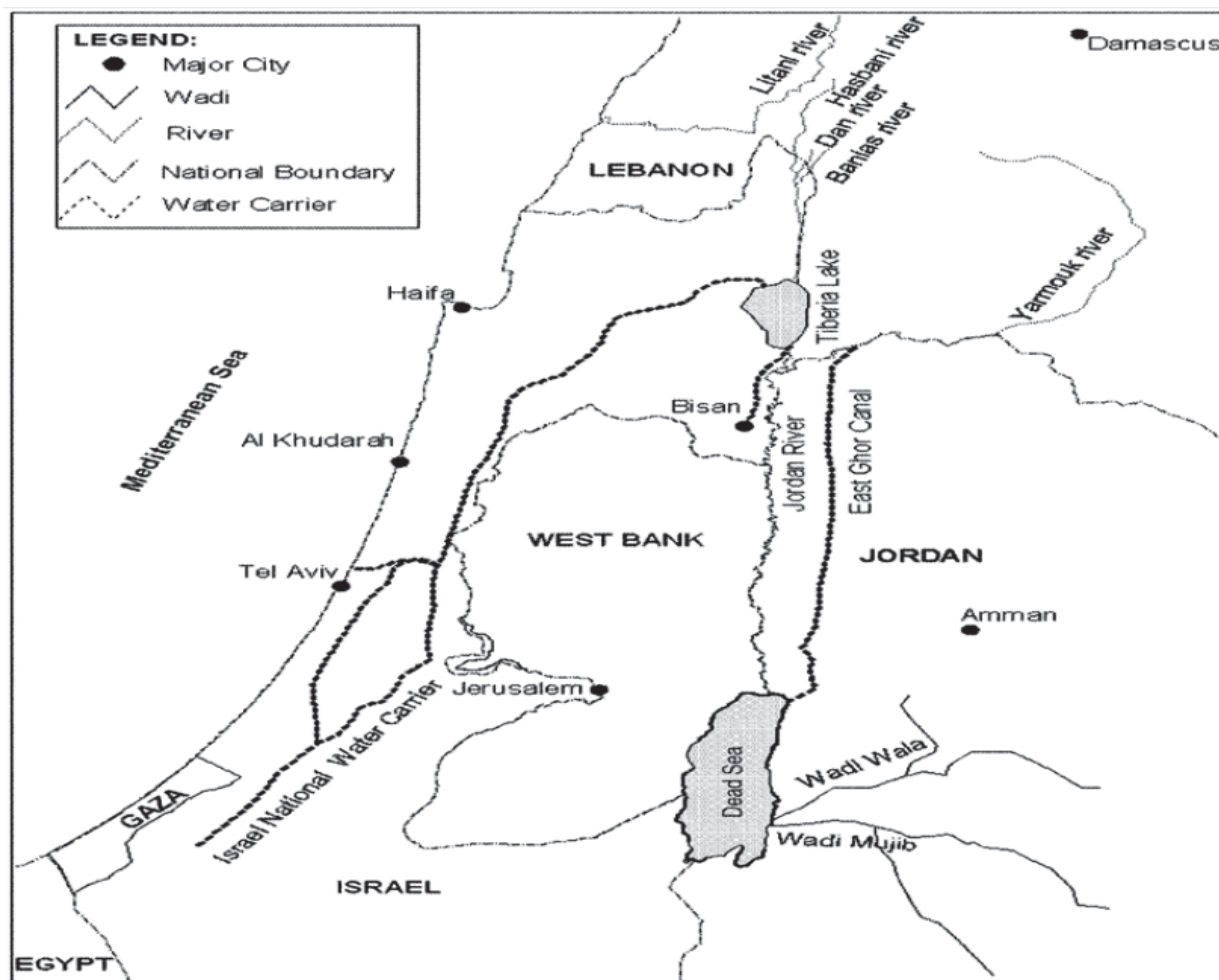 LEGEND:
Major City
Wadi
River
National Boundary
Water Carrier
Litani river
Hasbani river
Dan river
Banias river
Damascus
LEBANON
Haifa
Tiberia Lake
Yarmouk river
Mediterranean Sea
Bisan
Al Khudarah
Jordan River
East Ghor Canal
WEST BANK
JORDAN
Tel Aviv
Amman
Jerusalem
Israel National Water Carrier
Dead Sea
Wadi Wala
GAZA
Wadi Mujib
ISRAEL
EGYPT